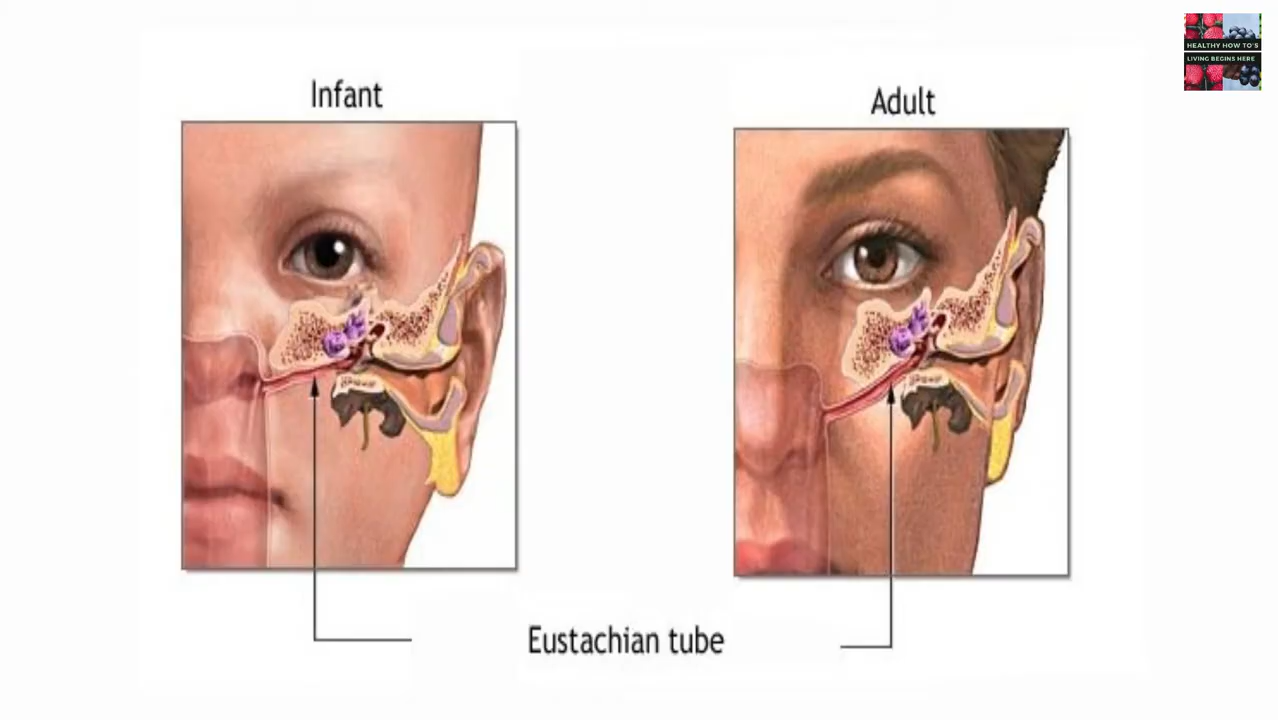 Infant
Adult
Eustachian tube
HEALTHY HOW TO'S
LIVING BEGINS HERE